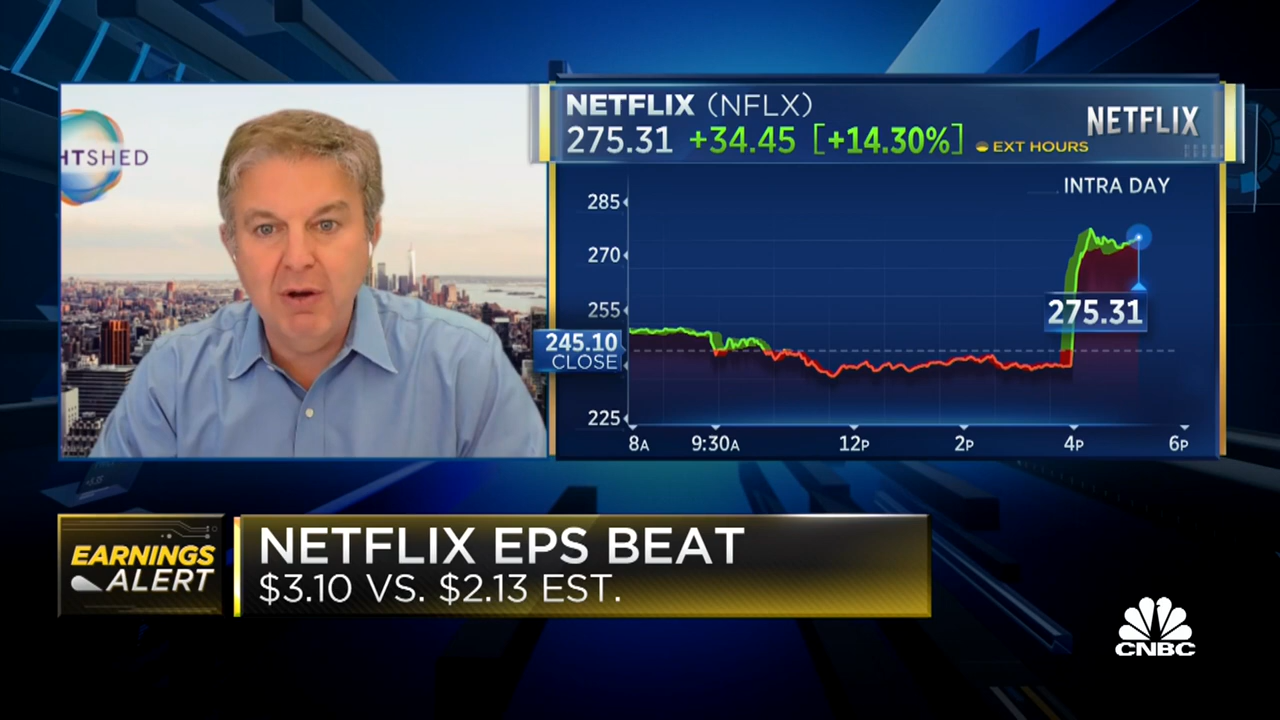 HTSHED
NETFLIX (NFLX)
275.31 +34.45 [+14.30%] EXT HOURS
NETFLIX
INTRA DAY
285
270
255
245.10
CLOSE
225
275.31
8A 9:30A 12P 2P 4P 6P
EARNINGS
ALERT
NETFLIX EPS BEAT
$3.10 VS. $2.13 EST.
CNBC